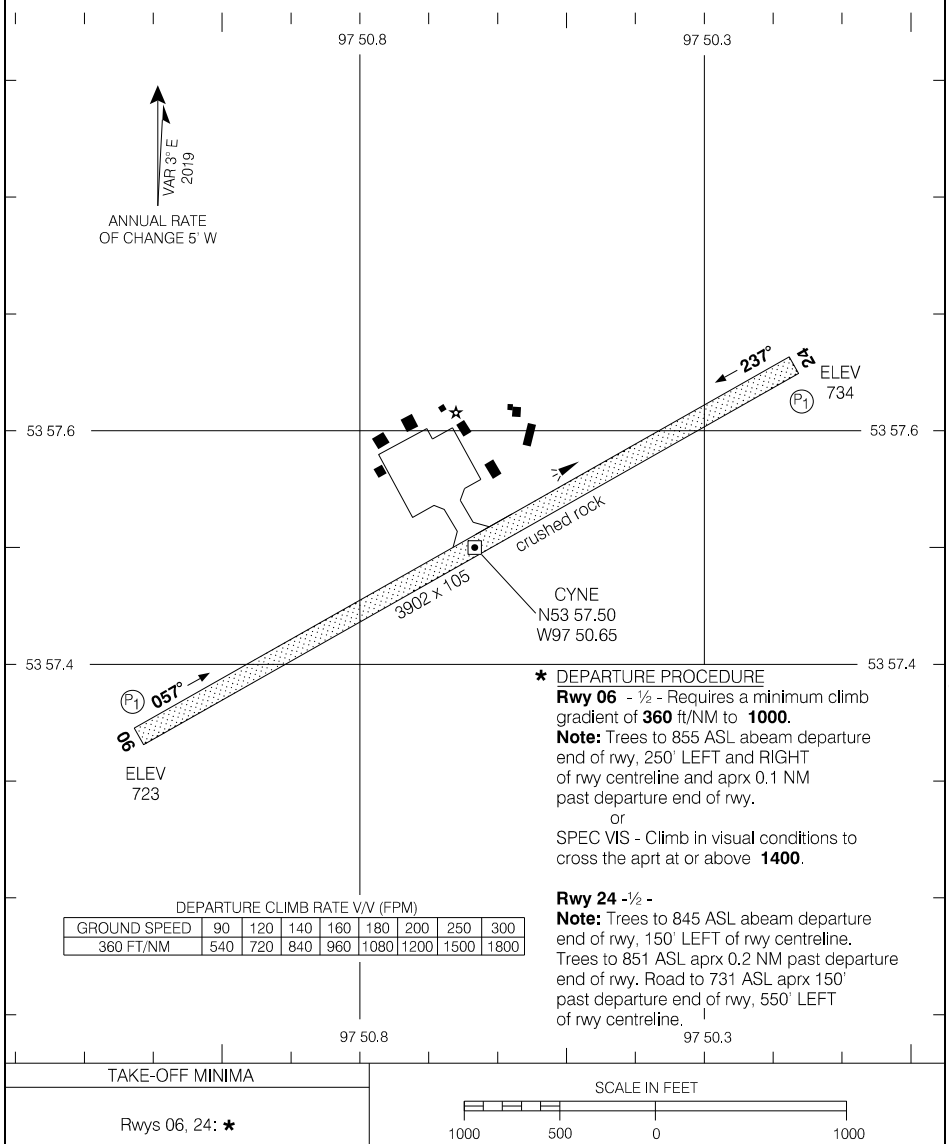 97 50.8 97 50.3
VAR 3° E
2019
ANNUAL RATE
OF CHANGE 5' W
237°
24
ELEV
734
P1
53 57.6 53 57.6
crushed rock
3902 x 105
CYNE
N53 57.50
W97 50.65
53 57.4 53 57.4
P1 057°
06
ELEV
723
* DEPARTURE PROCEDURE
Rwy 06 - ½ - Requires a minimum climb
gradient of 360 ft/NM to 1000.
Note: Trees to 855 ASL abeam departure
end of rwy, 250' LEFT and RIGHT
of rwy centreline and aprx 0.1 NM
past departure end of rwy.
or
SPEC VIS - Climb in visual conditions to
cross the aprt at or above 1400.
Rwy 24 -½ -
Note: Trees to 845 ASL abeam departure
end of rwy, 150' LEFT of rwy centreline.
Trees to 851 ASL aprx 0.2 NM past departure
end of rwy. Road to 731 ASL aprx 150'
past departure end of rwy, 550' LEFT
of rwy centreline.
DEPARTURE CLIMB RATE V/V (FPM)
GROUND SPEED 90 120 140 160 180 200 250 300
360 FT/NM 540 720 840 960 1080 1200 1500 1800
97 50.8 97 50.3
TAKE-OFF MINIMA
Rwys 06, 24: *
SCALE IN FEET
1000 500 0 1000